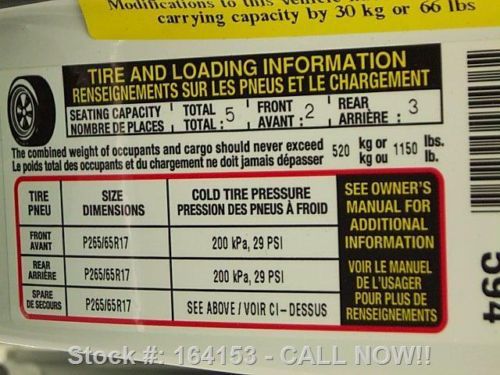 Modifications to this vehicle
carrying capacity by 30 kg or 66 lbs
TIRE AND LOADING INFORMATION
RENSEIGNEMENTS SUR LES PNEUS ET LE CHARGEMENT
SEATING CAPACITY TOTAL 5 FRONT 2 REAR 3
NOMBRE DE PLACES TOTAL : AVANT : ARRIÈRE :
The combined weight of occupants and cargo should never exceed 520 kg or 1150 lbs.
Le poids total des occupants et du chargement ne doit jamais dépasser kg ou lb.
TIRE PNEU
SIZE DIMENSIONS
COLD TIRE PRESSURE
PRESSION DES PNEUS À FROID
SEE OWNER'S
MANUAL FOR
ADDITIONAL
INFORMATION
FRONT AVANT P265/65R17 200 kPa, 29 PSI
REAR ARRIÈRE P265/65R17 200 kPa, 29 PSI
VOIR LE MANUEL
DE L'USAGER
POUR PLUS DE
RENSEIGNEMENTS
SPARE DE SECOURS P265/65R17 SEE ABOVE / VOIR CI-DESSUS
594
Stock #: 164153 - CALL NOW!!